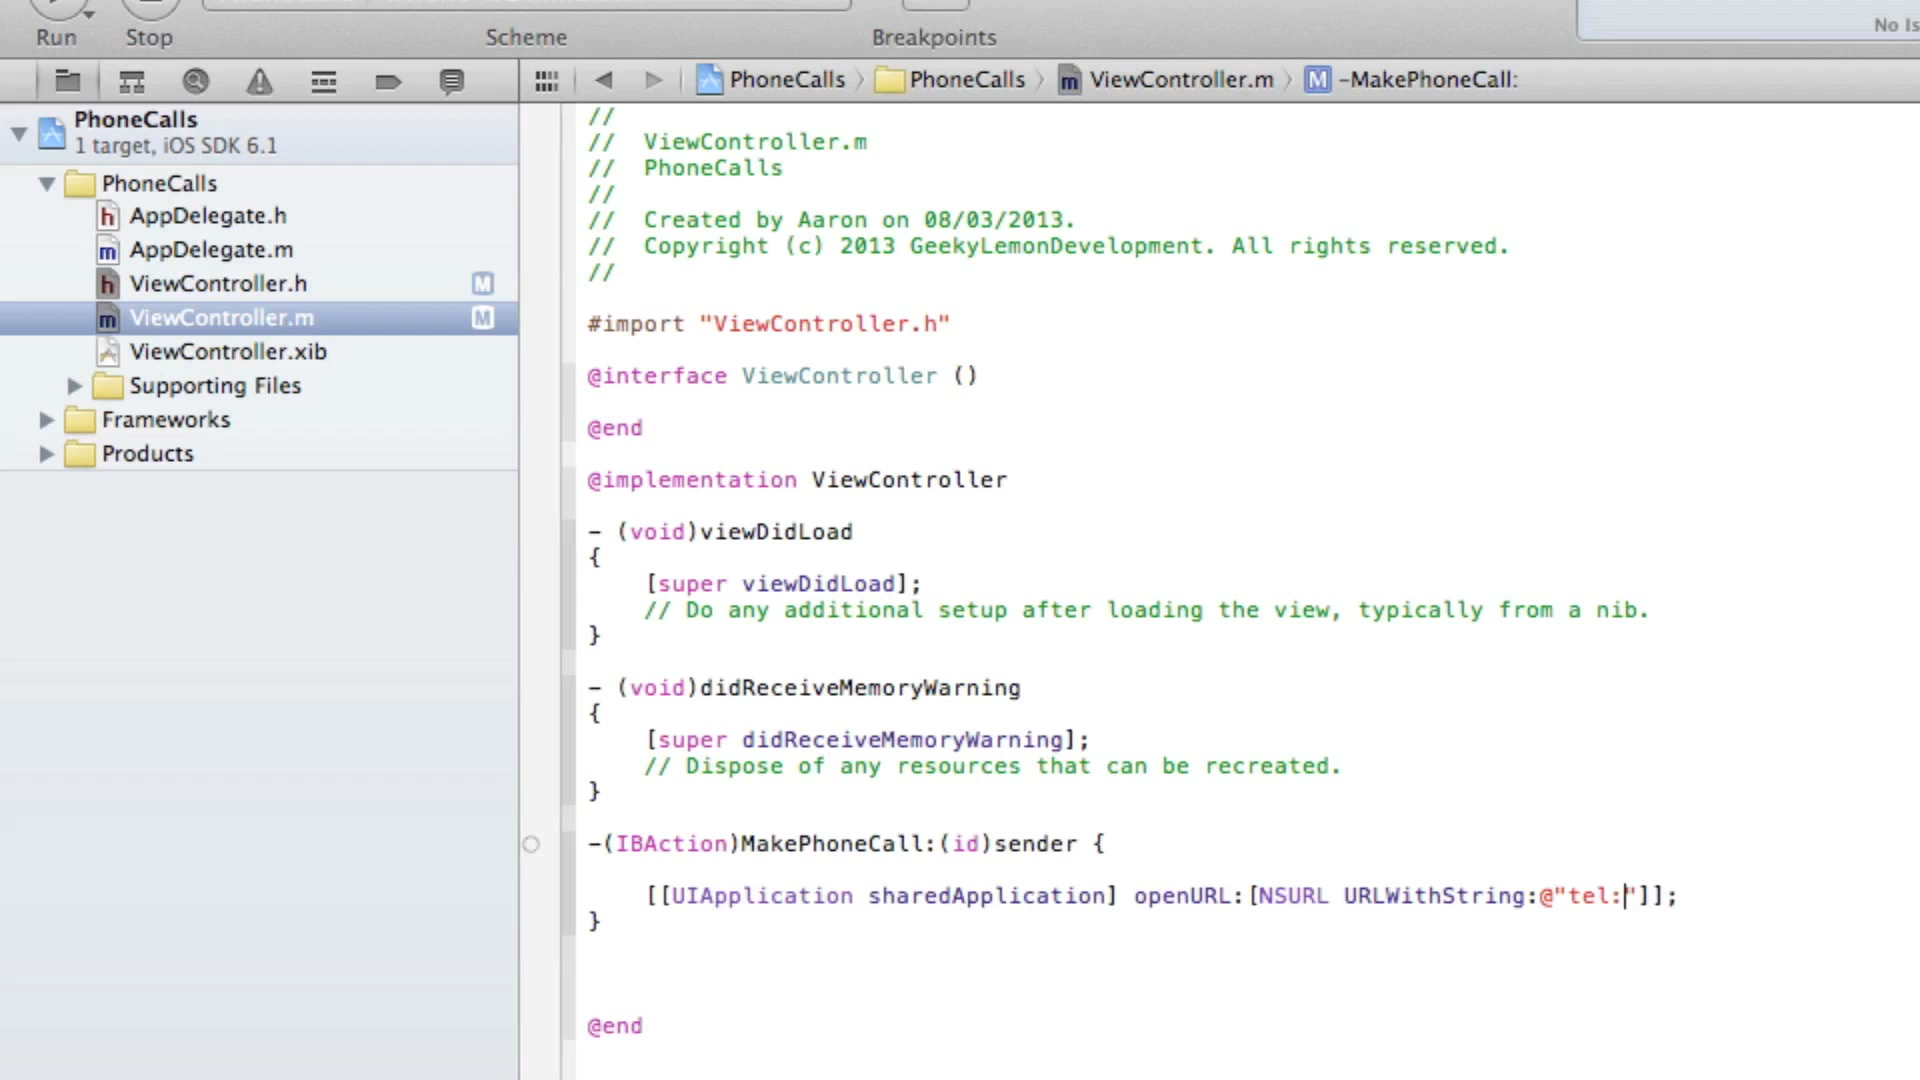 Run Stop Scheme Breakpoints No Is
PhoneCalls PhoneCalls ViewController.m M -MakePhoneCall:
PhoneCalls
1 target, iOS SDK 6.1
PhoneCalls
h AppDelegate.h
m AppDelegate.m
h ViewController.h M
m ViewController.m M
ViewController.xib
Supporting Files
Frameworks
Products
//
//  ViewController.m
//  PhoneCalls
//
//  Created by Aaron on 08/03/2013.
//  Copyright (c) 2013 GeekyLemonDevelopment. All rights reserved.
//
#import "ViewController.h"
@interface ViewController ()
@end
@implementation ViewController
- (void)viewDidLoad
{
    [super viewDidLoad];
    // Do any additional setup after loading the view, typically from a nib.
}
- (void)didReceiveMemoryWarning
{
    [super didReceiveMemoryWarning];
    // Dispose of any resources that can be recreated.
}
-(IBAction)MakePhoneCall:(id)sender {
    [[UIApplication sharedApplication] openURL:[NSURL URLWithString:@"tel:"]];
}
@end